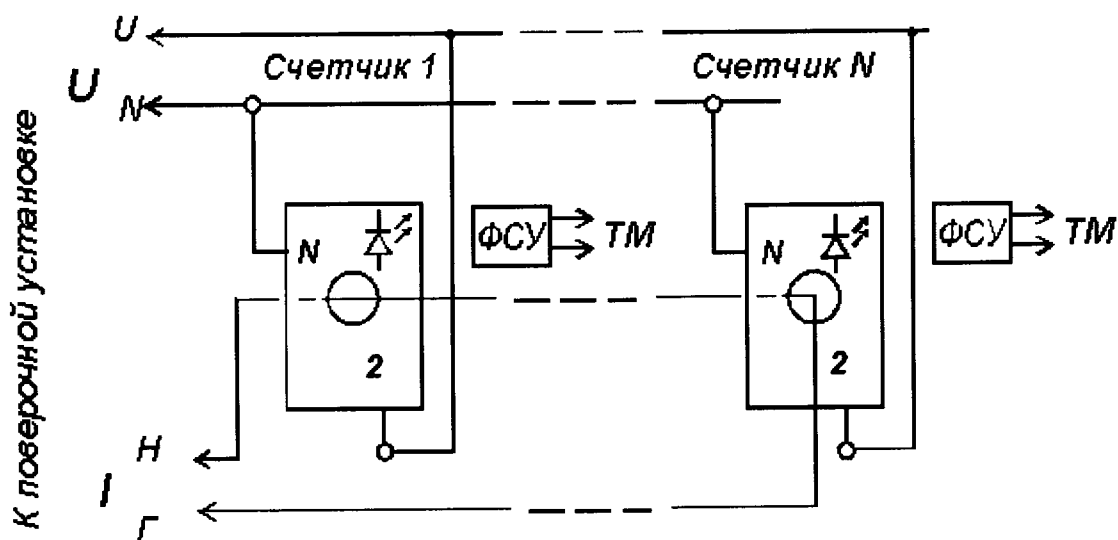 U
Счетчик 1
Счетчик N
U
N
К поверочной установке
ФСУ
ТМ
ФСУ
ТМ
N
N
2
2
Н
I
Г